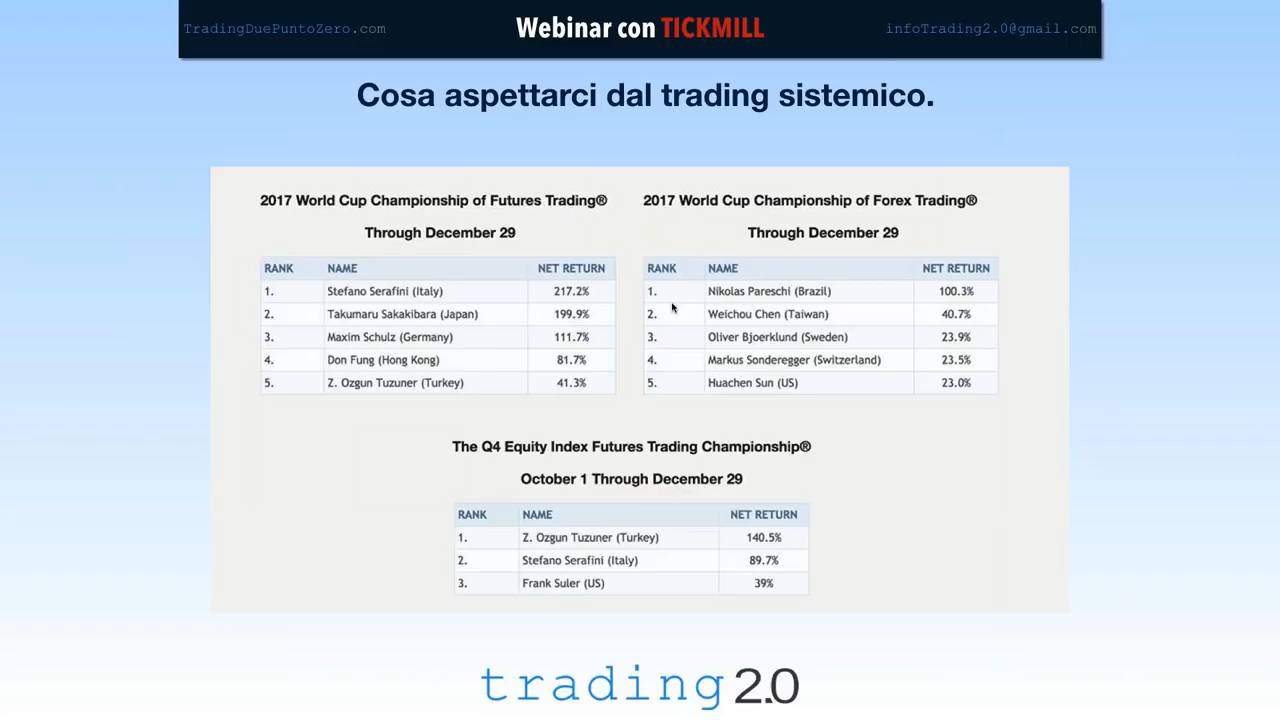 TradingDuePuntoZero.com
Webinar con TICKMILL
infoTrading2.0@gmail.com
Cosa aspettarci dal trading sistemico.
2017 World Cup Championship of Futures Trading®
Through December 29
RANK NAME NET RETURN
1. Stefano Serafini (Italy) 217.2%
2. Takumaru Sakakibara (Japan) 199.9%
3. Maxim Schulz (Germany) 111.7%
4. Don Fung (Hong Kong) 81.7%
5. Z. Ozgun Tuzuner (Turkey) 41.3%
2017 World Cup Championship of Forex Trading®
Through December 29
RANK NAME NET RETURN
1. Nikolas Pareschi (Brazil) 100.3%
2. Weichou Chen (Taiwan) 40.7%
3. Oliver Bjoerklund (Sweden) 23.9%
4. Markus Sonderegger (Switzerland) 23.5%
5. Huachen Sun (US) 23.0%
The Q4 Equity Index Futures Trading Championship®
October 1 Through December 29
RANK NAME NET RETURN
1. Z. Ozgun Tuzuner (Turkey) 140.5%
2. Stefano Serafini (Italy) 89.7%
3. Frank Suler (US) 39%
trading 2.0